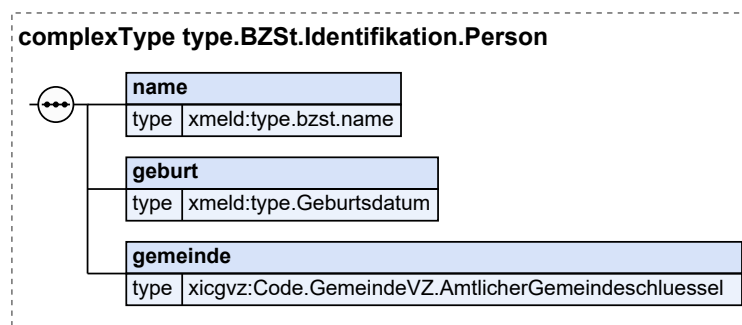 complexType type.BZSt.Identifikation.Person
name
type xmeld:type.bzst.name
geburt
type xmeld:type.Geburtsdatum
gemeinde
type xicgvz:Code.GemeindeVZ.AmtlicherGemeindeschluessel